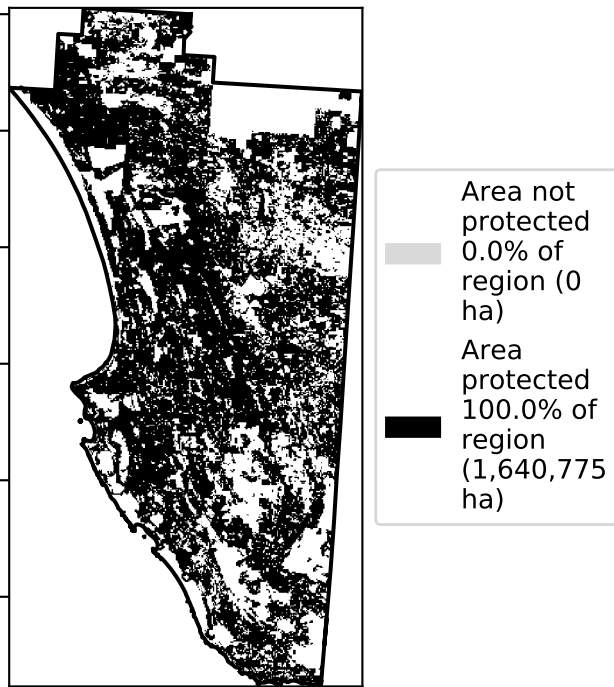 Area not
protected
0.0% of
region (0
ha)
Area
protected
100.0% of
region
(1,640,775
ha)